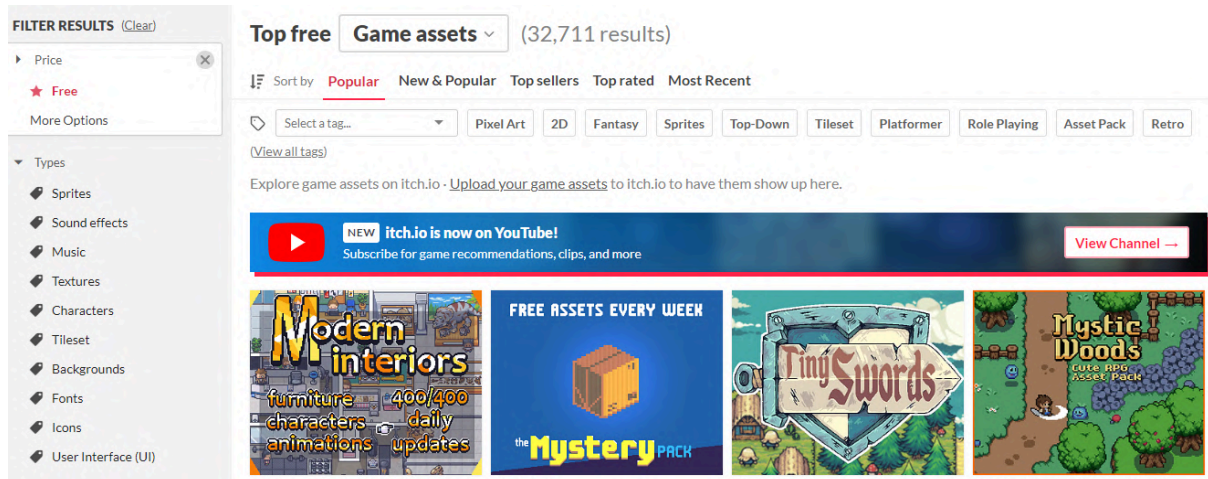 FILTER RESULTS (Clear)
Price
Free
More Options
Types
Sprites
Sound effects
Music
Textures
Characters
Tileset
Backgrounds
Fonts
Icons
User Interface (UI)
Top free Game assets (32,711 results)
Sort by Popular New & Popular Top sellers Top rated Most Recent
Select a tag... Pixel Art 2D Fantasy Sprites Top-Down Tileset Platformer Role Playing Asset Pack Retro
(View all tags)
Explore game assets on itch.io · Upload your game assets to itch.io to have them show up here.
NEW itch.io is now on YouTube!
Subscribe for game recommendations, clips, and more
View Channel →
Modern
interiors
furniture 400/400
characters daily
animations updates
FREE ASSETS EVERY WEEK
the Mystery PACK
Tiny Swords
Mystic
Woods
CUTE RPG
ASSET PACK